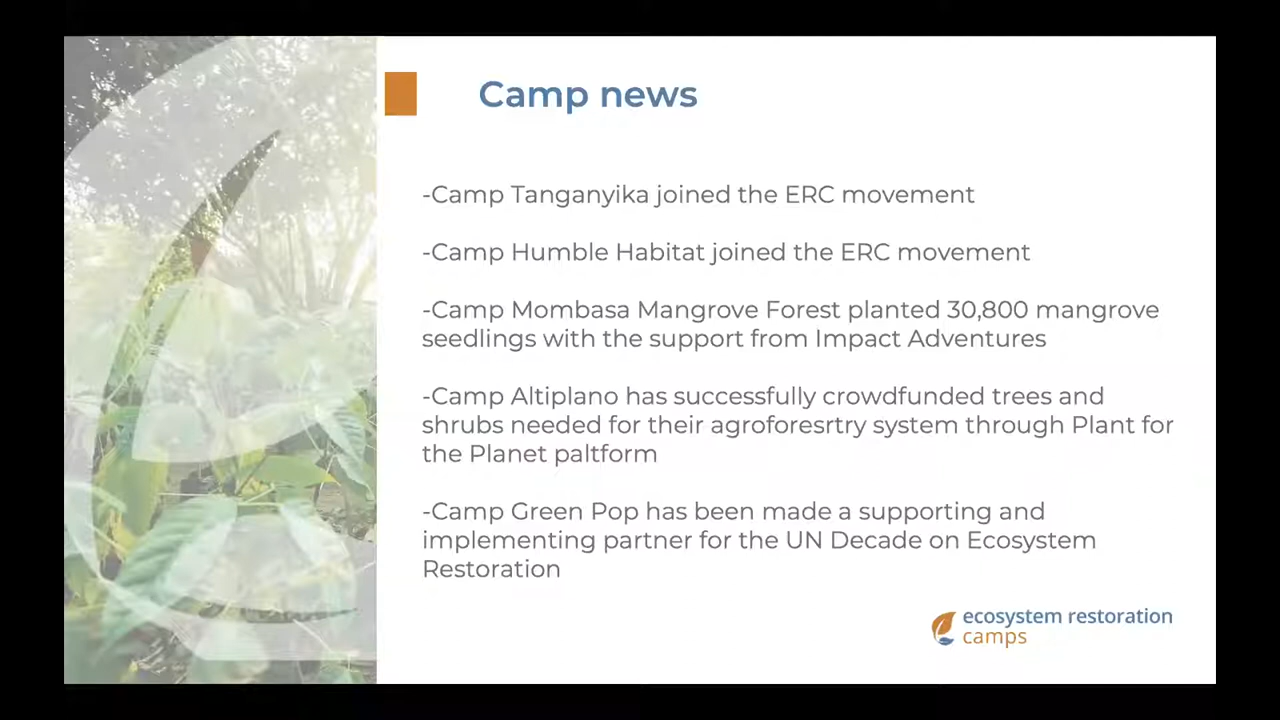 Camp news
-Camp Tanganyika joined the ERC movement
-Camp Humble Habitat joined the ERC movement
-Camp Mombasa Mangrove Forest planted 30,800 mangrove
seedlings with the support from Impact Adventures
-Camp Altiplano has successfully crowdfunded trees and
shrubs needed for their agroforesrtry system through Plant for
the Planet paltform
-Camp Green Pop has been made a supporting and
implementing partner for the UN Decade on Ecosystem
Restoration
ecosystem restoration
camps